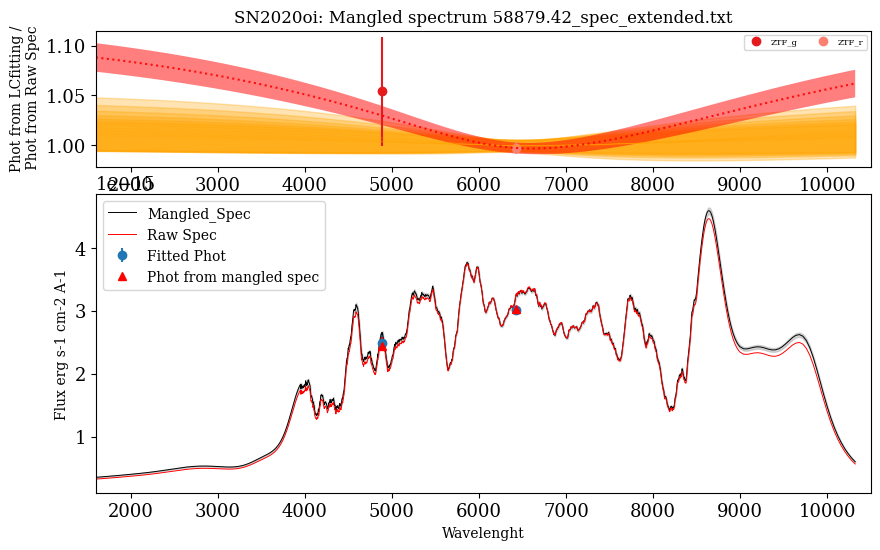 SN2020oi: Mangled spectrum 58879.42_spec_extended.txt
Phot from LCfitting /
Phot from Raw Spec
1.10
1.05
1.00
ZTF_g ZTF_r
2000 3000 4000 5000 6000 7000 8000 9000 10000
1e−15
Flux erg s-1 cm-2 A-1
4
3
2
1
Mangled_Spec
Raw Spec
Fitted Phot
Phot from mangled spec
2000 3000 4000 5000 6000 7000 8000 9000 10000
Wavelenght